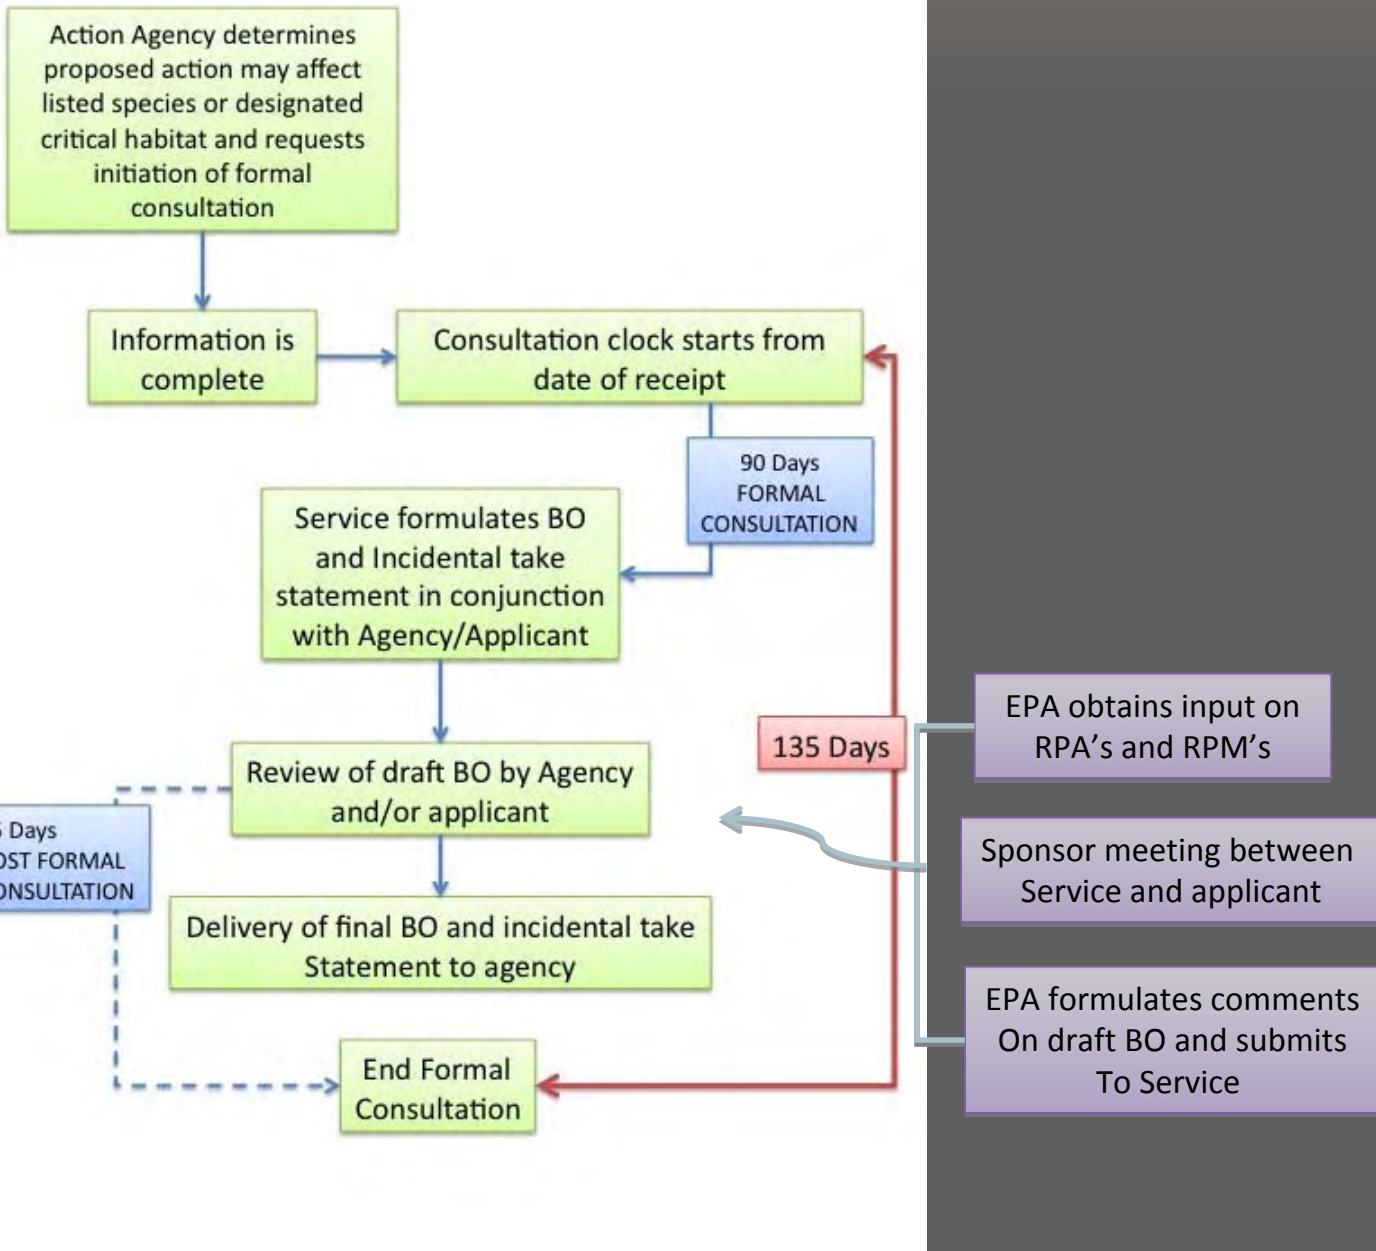 Action Agency determines
proposed action may affect
listed species or designated
critical habitat and requests
initiation of formal
consultation
Information is
complete
Consultation clock starts from
date of receipt
90 Days
FORMAL
CONSULTATION
Service formulates BO
and Incidental take
statement in conjunction
with Agency/Applicant
135 Days
EPA obtains input on
RPA's and RPM's
Review of draft BO by Agency
and/or applicant
Days
FORMAL
Sponsor meeting between
Service and applicant
Delivery of final BO and incidental take
Statement to agency
EPA formulates comments
On draft BO and submits
To Service
End Formal
Consultation